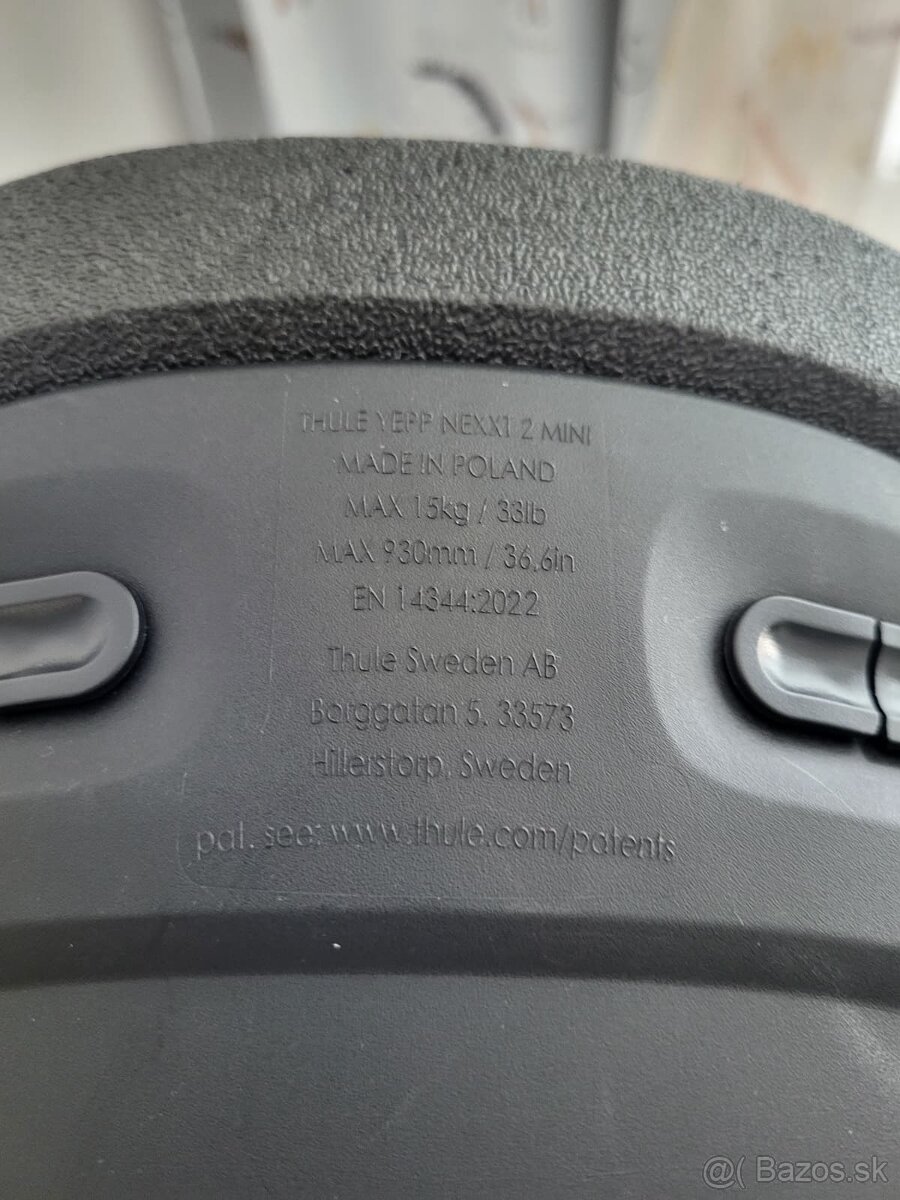 THULE YEPP NEXXT 2 MINI
MADE IN POLAND
MAX 15kg / 33lb
MAX 930mm / 36,6in
EN 14344:2022
Thule Sweden AB
Borggatan 5. 33573
Hillerstorp, Sweden
pat. see: www.thule.com/patents
@( Bazos.sk